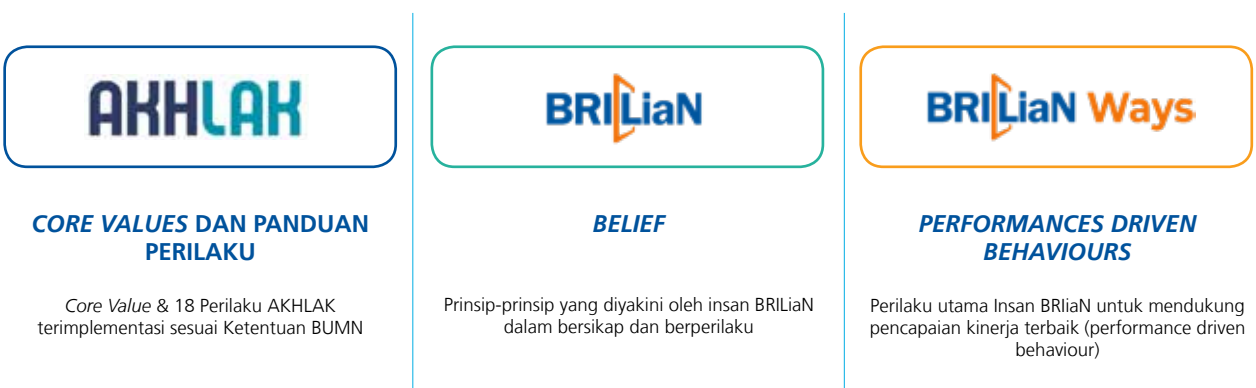 AKHLAK
CORE VALUES DAN PANDUAN
PERILAKU
Core Value & 18 Perilaku AKHLAK
terimplementasi sesuai Ketentuan BUMN
BRILiaN
BELIEF
Prinsip-prinsip yang diyakini oleh insan BRILiaN
dalam bersikap dan berperilaku
BRILiaN Ways
PERFORMANCES DRIVEN
BEHAVIOURS
Perilaku utama Insan BRIiaN untuk mendukung
pencapaian kinerja terbaik (performance driven
behaviour)